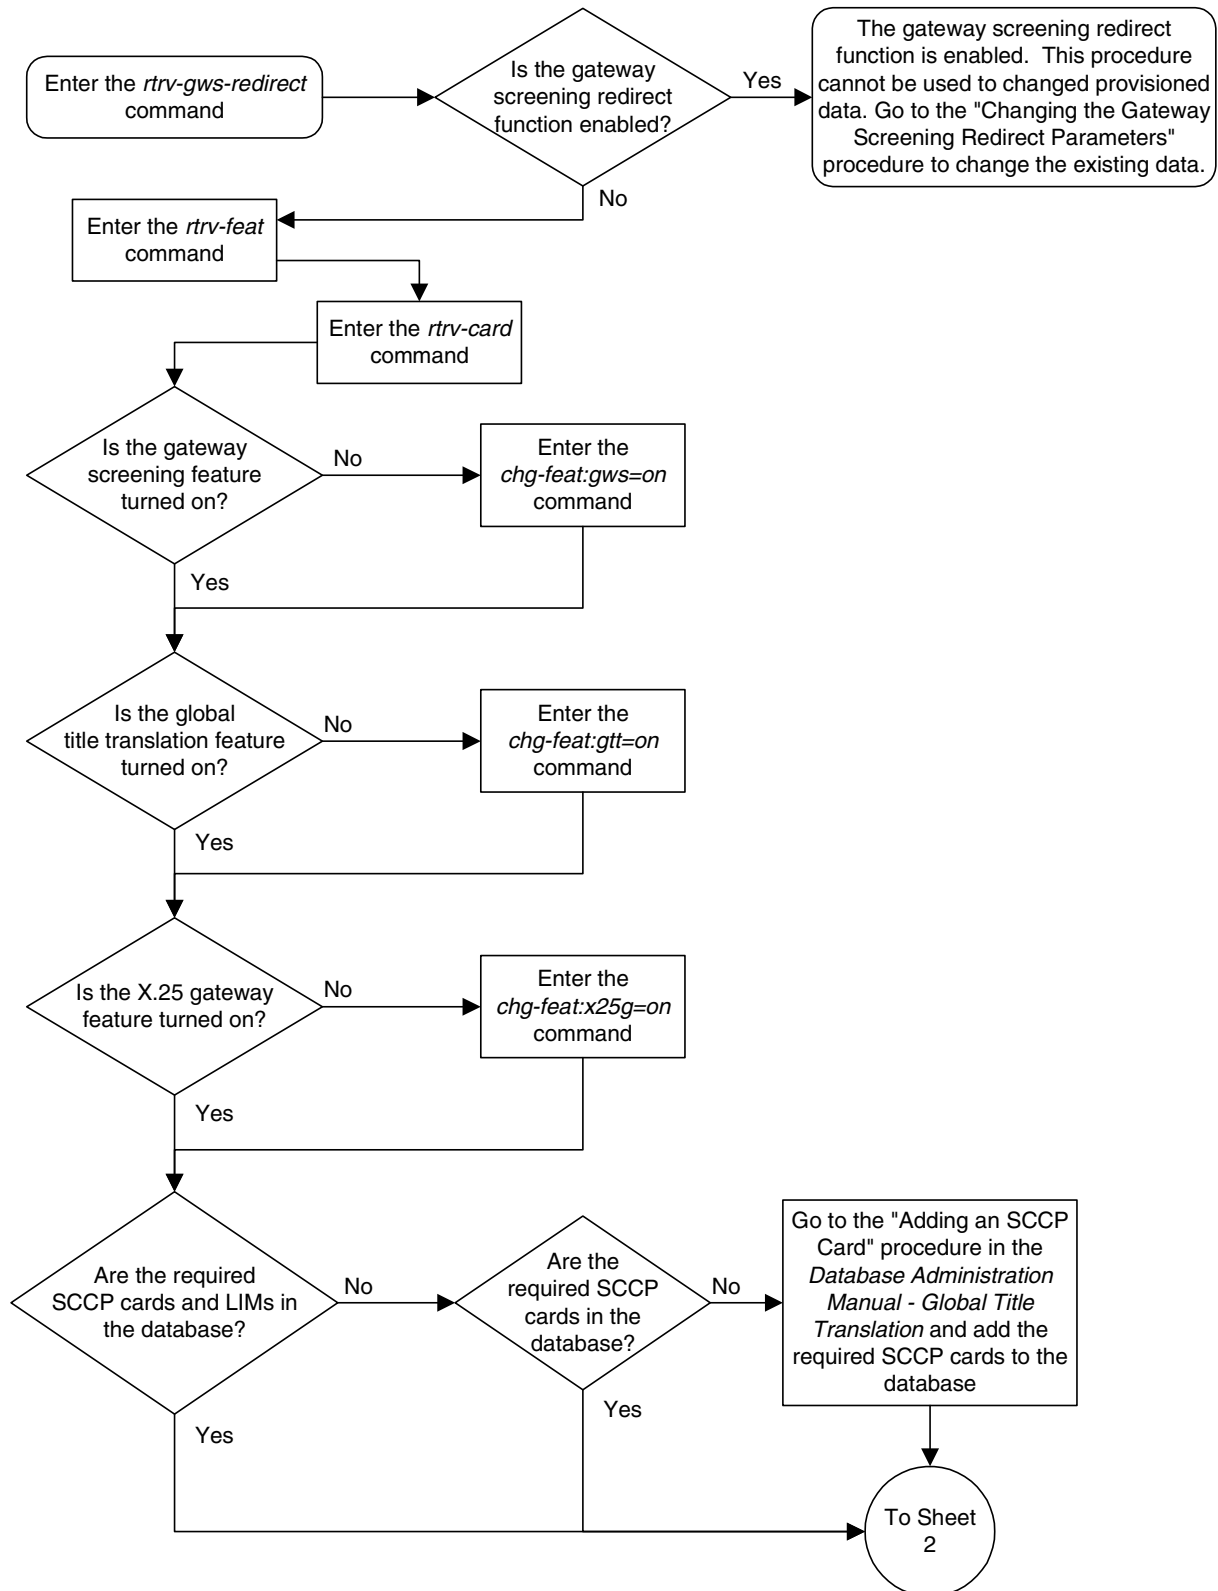 Enter the rtrv-gws-redirect
command
Is the gateway
screening redirect
function enabled?
Yes
The gateway screening redirect
function is enabled. This procedure
cannot be used to changed provisioned
data. Go to the "Changing the Gateway
Screening Redirect Parameters"
procedure to change the existing data.
No
Enter the rtrv-feat
command
Enter the rtrv-card
command
Is the gateway
screening feature
turned on?
No
Enter the
chg-feat:gws=on
command
Yes
Is the global
title translation feature
turned on?
No
Enter the
chg-feat:gtt=on
command
Yes
Is the X.25 gateway
feature turned on?
No
Enter the
chg-feat:x25g=on
command
Yes
Are the required
SCCP cards and LIMs in
the database?
No
Are the
required SCCP
cards in the
database?
No
Go to the "Adding an SCCP
Card" procedure in the
Database Administration
Manual - Global Title
Translation and add the
required SCCP cards to the
database
Yes
Yes
To Sheet
2